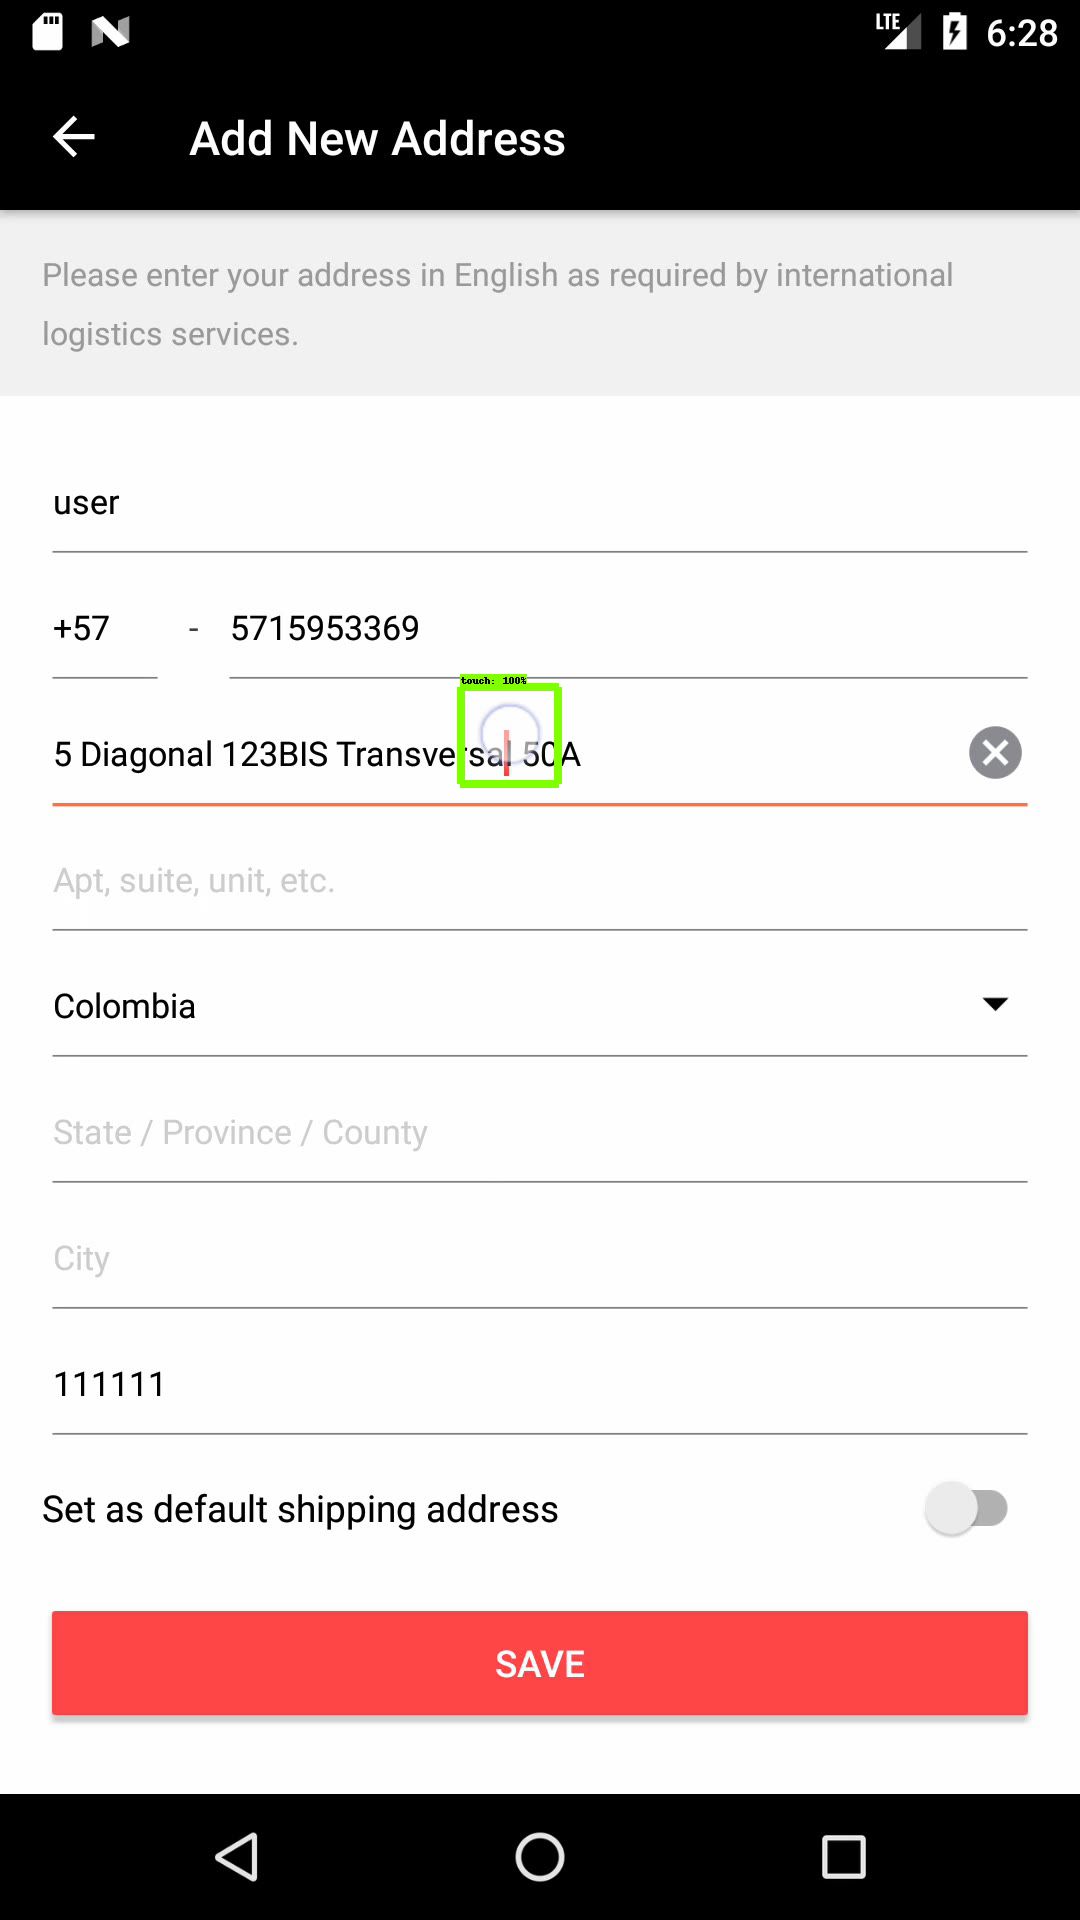 LTE 6:28
Add New Address
Please enter your address in English as required by international
logistics services.
user
+57 - 5715953369
touch: 100%
5 Diagonal 123BIS Transversal 50A
Apt, suite, unit, etc.
Colombia
State / Province / County
City
111111
Set as default shipping address
SAVE